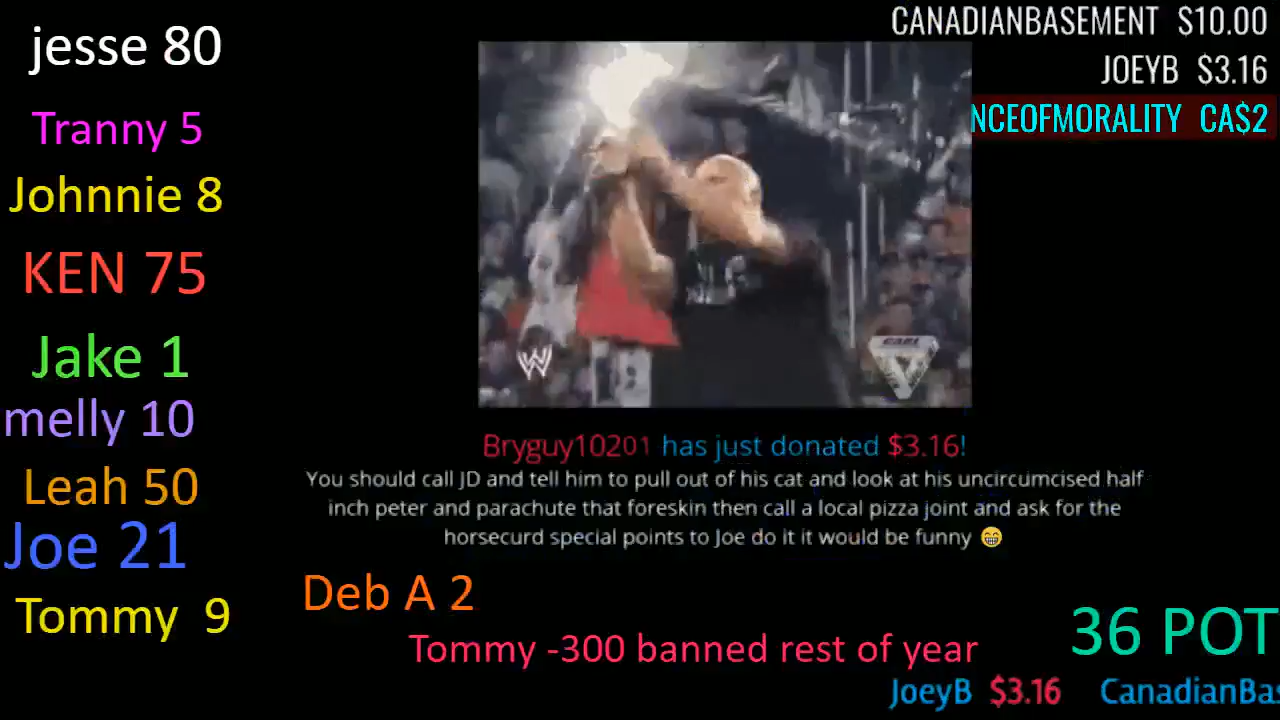 jesse 80
Tranny 5
Johnnie 8
KEN 75
Jake 1
melly 10
Leah 50
Joe 21
Tommy 9
CANADIANBASEMENT $10.00
JOEYB $3.16
NCEOFMORALITY CA$2
W
Bryguy10201 has just donated $3.16!
You should call JD and tell him to pull out of his cat and look at his uncircumcised half
inch peter and parachute that foreskin then call a local pizza joint and ask for the
horsecurd special points to Joe do it it would be funny 😁
Deb A 2
Tommy -300 banned rest of year
36 POT
JoeyB $3.16 CanadianBas